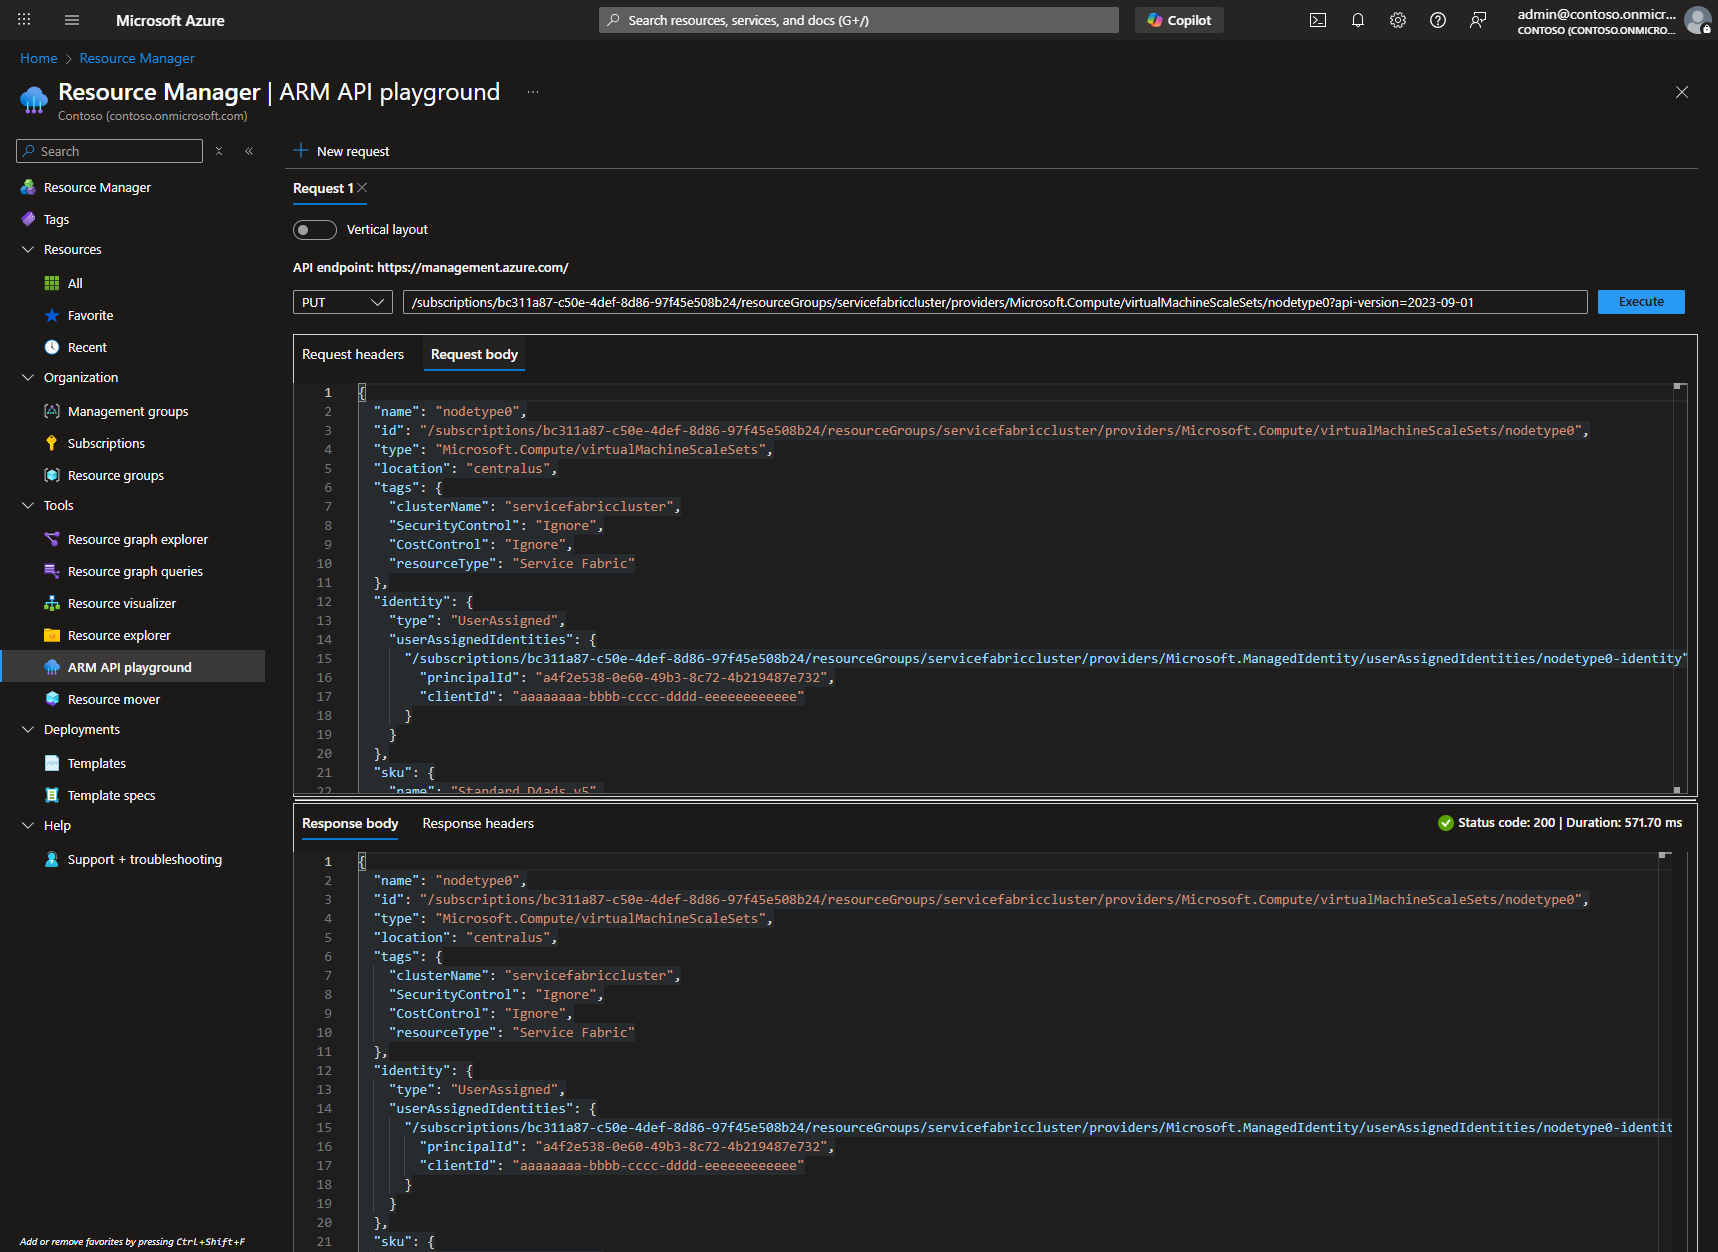 Microsoft Azure
Search resources, services, and docs (G+/)
Copilot
admin@contoso.onmicr...
CONTOSO (CONTOSO.ONMICRO...
Home > Resource Manager
Resource Manager | ARM API playground ...
Contoso (contoso.onmicrosoft.com)
Search
Resource Manager
Tags
Resources
All
Favorite
Recent
Organization
Management groups
Subscriptions
Resource groups
Tools
Resource graph explorer
Resource graph queries
Resource visualizer
Resource explorer
ARM API playground
Resource mover
Deployments
Templates
Template specs
Help
Support + troubleshooting
Add or remove favorites by pressing Ctrl+Shift+F
New request
Request 1
Vertical layout
API endpoint: https://management.azure.com/
PUT
/subscriptions/bc311a87-c50e-4def-8d86-97f45e508b24/resourceGroups/servicefabriccluster/providers/Microsoft.Compute/virtualMachineScaleSets/nodetype0?api-version=2023-09-01
Execute
Request headers
Request body
1 {
2 "name": "nodetype0",
3 "id": "/subscriptions/bc311a87-c50e-4def-8d86-97f45e508b24/resourceGroups/servicefabriccluster/providers/Microsoft.Compute/virtualMachineScaleSets/nodetype0",
4 "type": "Microsoft.Compute/virtualMachineScaleSets",
5 "location": "centralus",
6 "tags": {
7 "clusterName": "servicefabriccluster",
8 "SecurityControl": "Ignore",
9 "CostControl": "Ignore",
10 "resourceType": "Service Fabric"
11 },
12 "identity": {
13 "type": "UserAssigned",
14 "userAssignedIdentities": {
15 "/subscriptions/bc311a87-c50e-4def-8d86-97f45e508b24/resourceGroups/servicefabriccluster/providers/Microsoft.ManagedIdentity/userAssignedIdentities/nodetype0-identity"
16 "principalId": "a4f2e538-0e60-49b3-8c72-4b219487e732",
17 "clientId": "aaaaaaaa-bbbb-cccc-dddd-eeeeeeeeeeee"
18 }
19 }
20 },
21 "sku": {
22 "name": "Standard_D4ads_v5",
Response body
Response headers
Status code: 200 | Duration: 571.70 ms
1 {
2 "name": "nodetype0",
3 "id": "/subscriptions/bc311a87-c50e-4def-8d86-97f45e508b24/resourceGroups/servicefabriccluster/providers/Microsoft.Compute/virtualMachineScaleSets/nodetype0",
4 "type": "Microsoft.Compute/virtualMachineScaleSets",
5 "location": "centralus",
6 "tags": {
7 "clusterName": "servicefabriccluster",
8 "SecurityControl": "Ignore",
9 "CostControl": "Ignore",
10 "resourceType": "Service Fabric"
11 },
12 "identity": {
13 "type": "UserAssigned",
14 "userAssignedIdentities": {
15 "/subscriptions/bc311a87-c50e-4def-8d86-97f45e508b24/resourceGroups/servicefabriccluster/providers/Microsoft.ManagedIdentity/userAssignedIdentities/nodetype0-identit
16 "principalId": "a4f2e538-0e60-49b3-8c72-4b219487e732",
17 "clientId": "aaaaaaaa-bbbb-cccc-dddd-eeeeeeeeeeee"
18 }
19 }
20 },
21 "sku": {